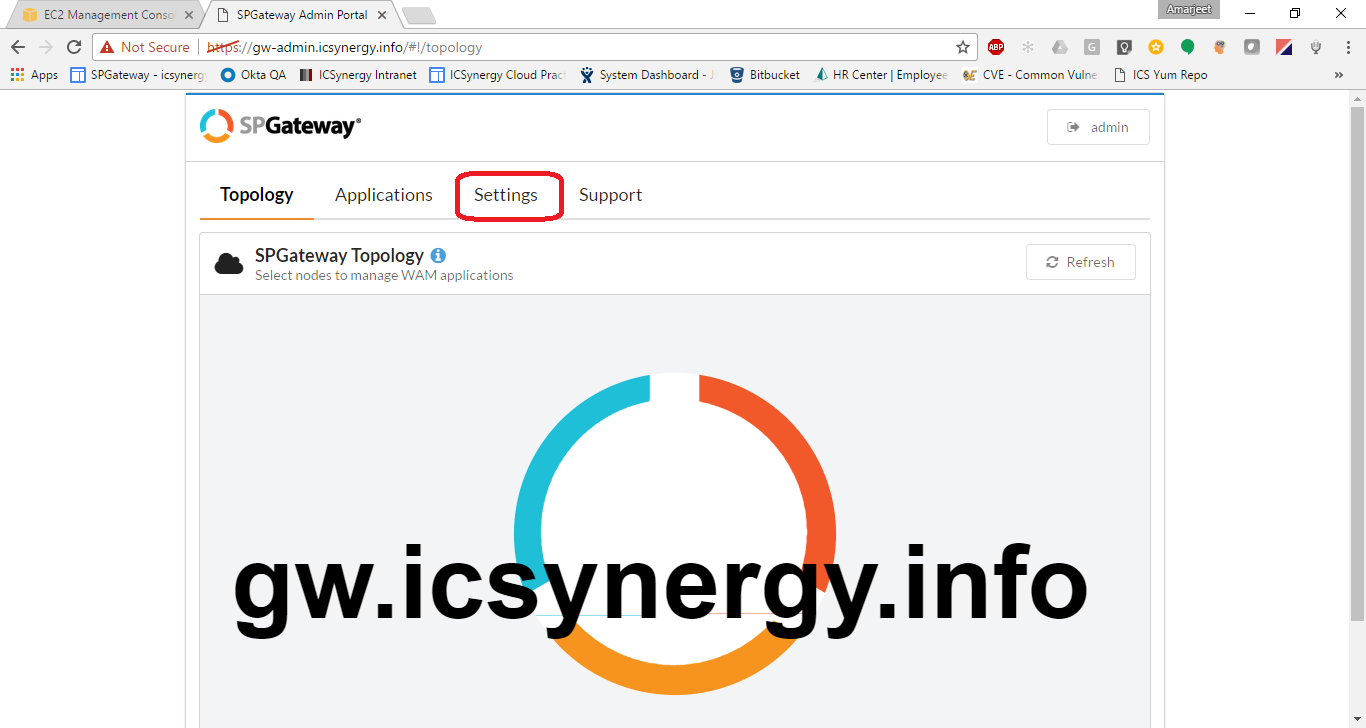 EC2 Management Conso
SPGateway Admin Portal
Amarjeet
Not Secure https://gw-admin.icsynergy.info/#!/topology
ABP
G
Apps SPGateway - icsynerg Okta QA ICSynergy Intranet ICSynergy Cloud Pract System Dashboard - J Bitbucket HR Center | Employee CVE - Common Vulne ICS Yum Repo »
SPGateway®
admin
Topology Applications Settings Support
SPGateway Topology
Select nodes to manage WAM applications
Refresh
gw.icsynergy.info